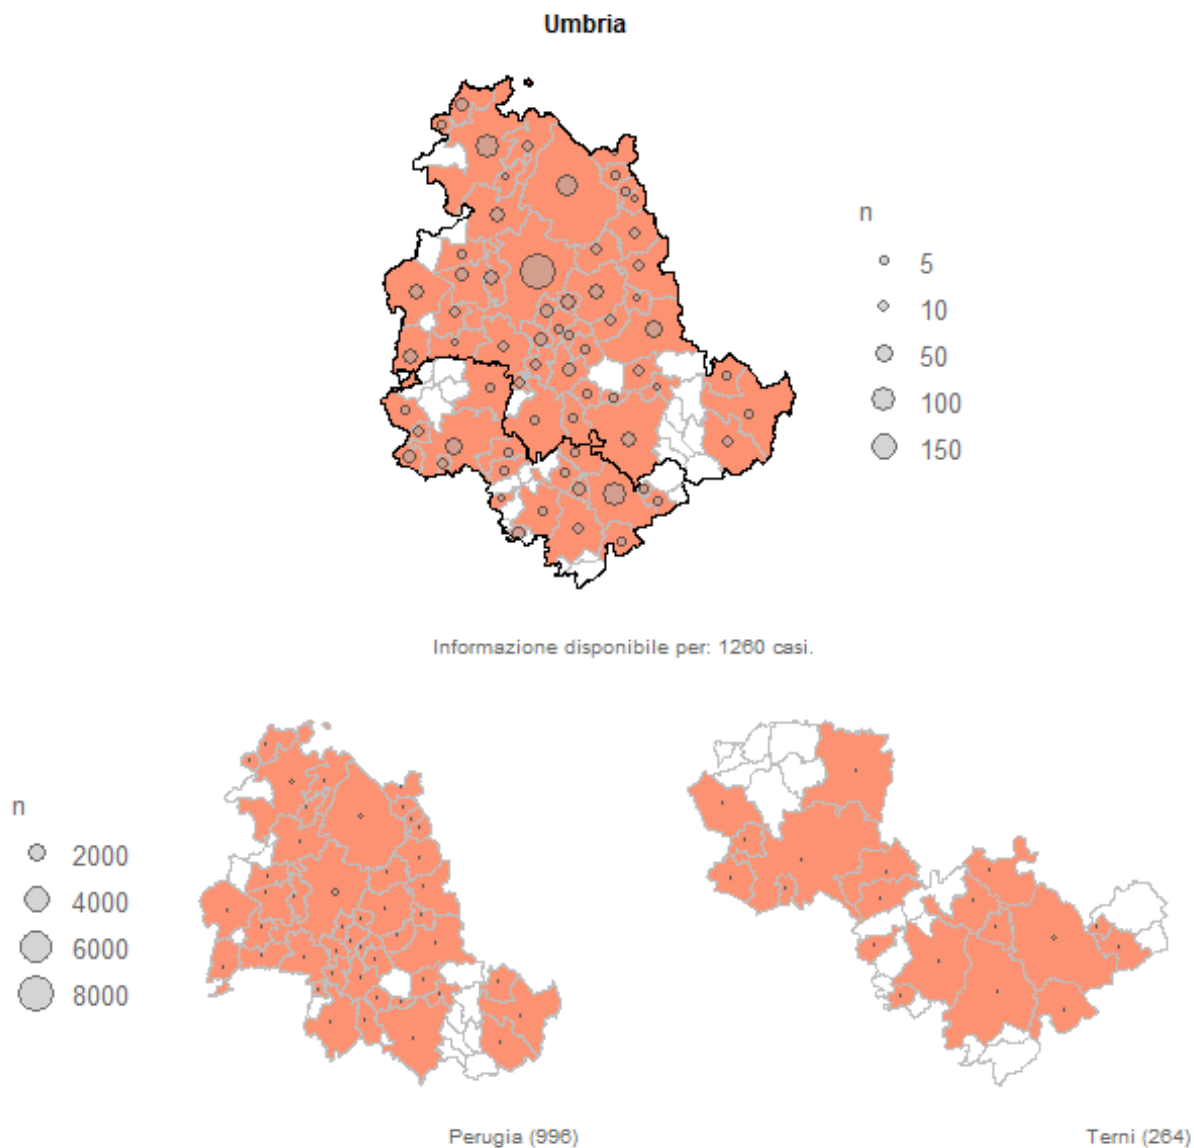 Umbria
n
5
10
50
100
150
Informazione disponibile per: 1260 casi.
n
2000
4000
6000
8000
Perugia (996)
Terni (264)